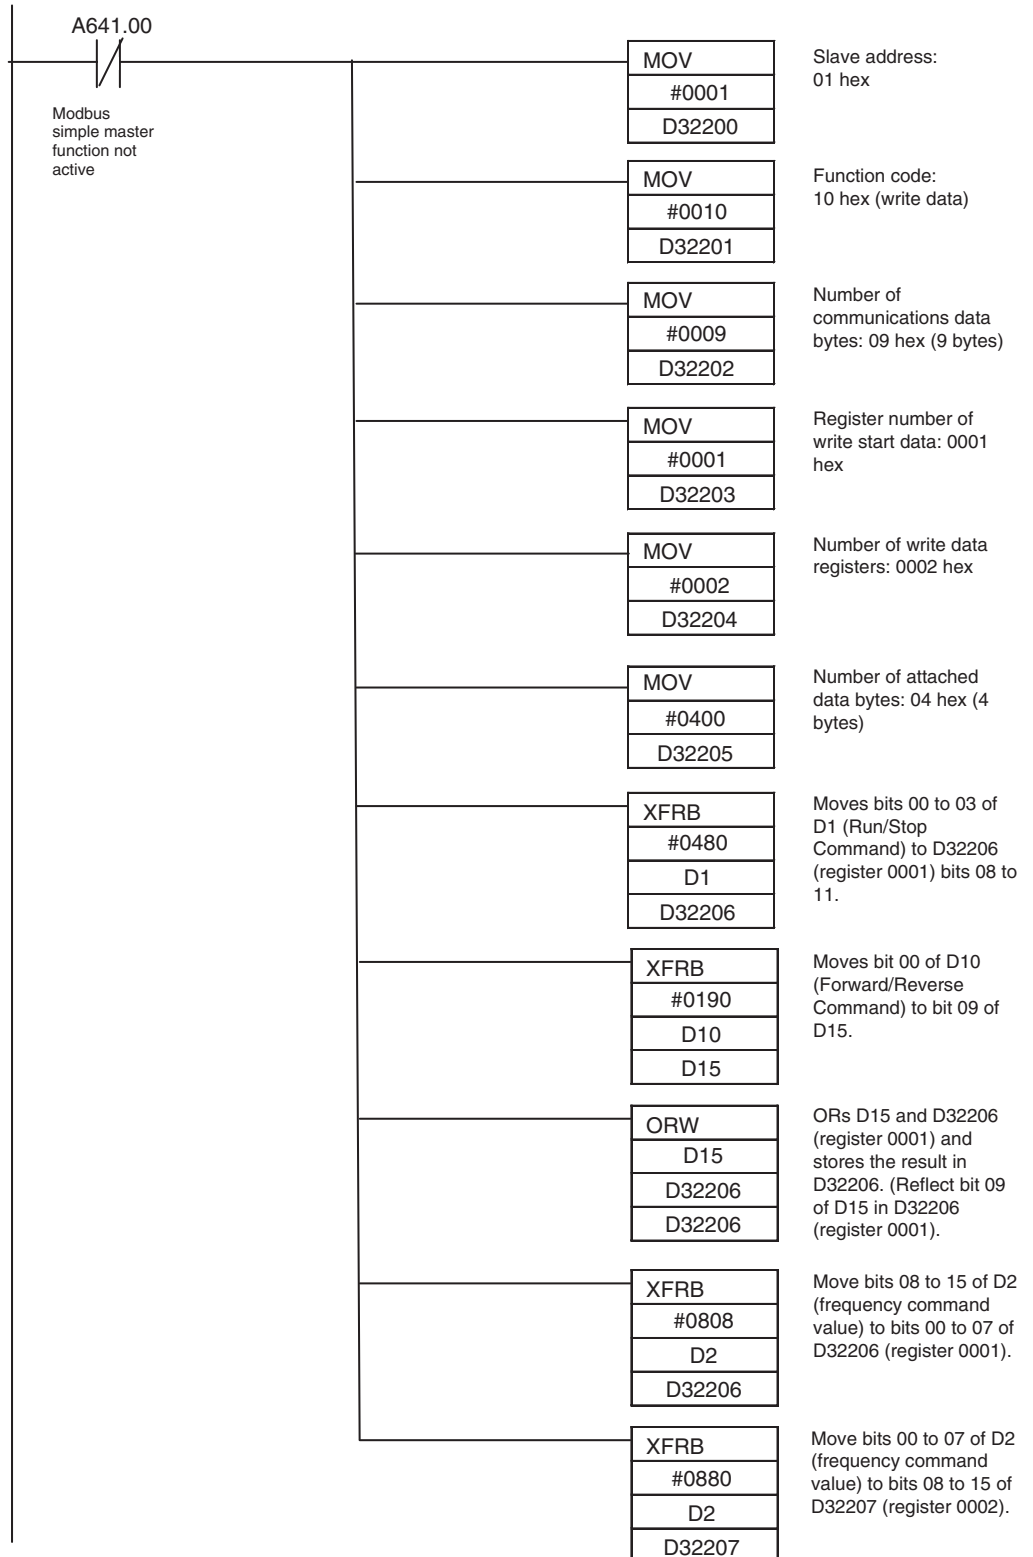 A641.00
Modbus
simple master
function not
active
MOV
#0001
D32200
Slave address:
01 hex
MOV
#0010
D32201
Function code:
10 hex (write data)
MOV
#0009
D32202
Number of
communications data
bytes: 09 hex (9 bytes)
MOV
#0001
D32203
Register number of
write start data: 0001
hex
MOV
#0002
D32204
Number of write data
registers: 0002 hex
MOV
#0400
D32205
Number of attached
data bytes: 04 hex (4
bytes)
XFRB
#0480
D1
D32206
Moves bits 00 to 03 of
D1 (Run/Stop
Command) to D32206
(register 0001) bits 08 to
11.
XFRB
#0190
D10
D15
Moves bit 00 of D10
(Forward/Reverse
Command) to bit 09 of
D15.
ORW
D15
D32206
D32206
ORs D15 and D32206
(register 0001) and
stores the result in
D32206. (Reflect bit 09
of D15 in D32206
(register 0001).
XFRB
#0808
D2
D32206
Move bits 08 to 15 of D2
(frequency command
value) to bits 00 to 07 of
D32206 (register 0001).
XFRB
#0880
D2
D32207
Move bits 00 to 07 of D2
(frequency command
value) to bits 08 to 15 of
D32207 (register 0002).